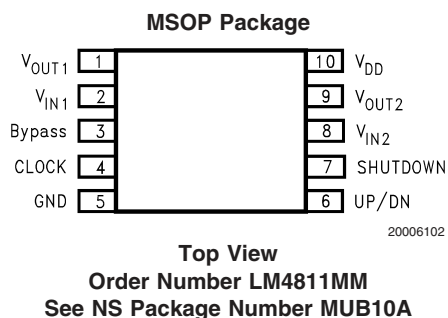 MSOP Package
VOUT1 1 10 VDD
VIN1 2 9 VOUT2
Bypass 3 8 VIN2
CLOCK 4 7 SHUTDOWN
GND 5 6 UP/DN
20006102
Top View
Order Number LM4811MM
See NS Package Number MUB10A